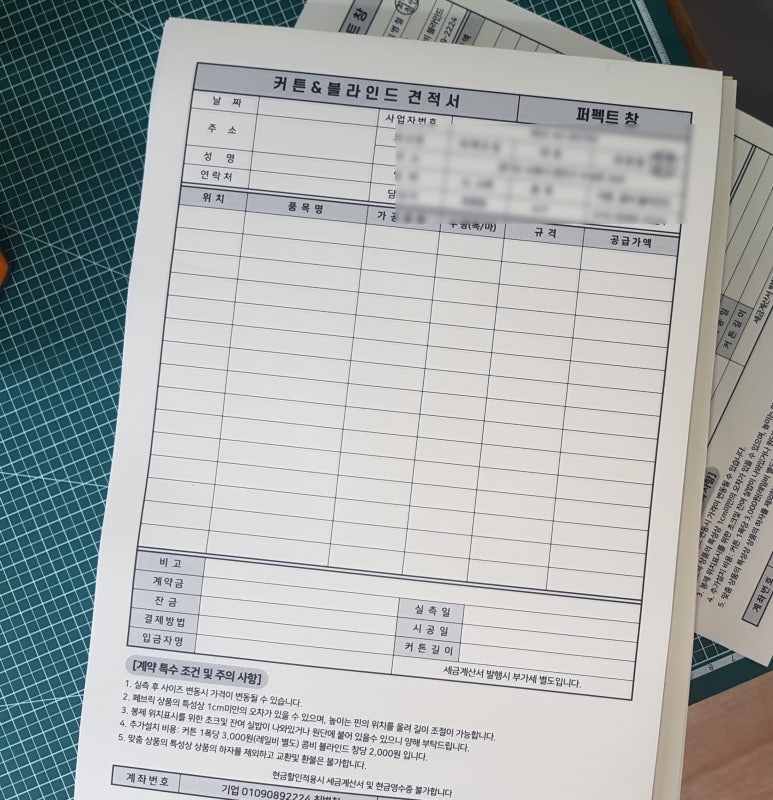 커튼&블라인드 견적서
퍼펙트 창
날 짜
사업자번호
주 소
성 명
연락처
담
위 치
품 목 명
가 공
수량(폭/마)
규 격
공급가액
비 고
계약금
잔 금
결제방법
입금자명
실 측 일
시 공 일
커 튼 길 이
세금계산서 발행시 부가세 별도입니다.
[계약 특수 조건 및 주의 사항]
1. 실측 후 사이즈 변동시 가격이 변동될 수 있습니다.
2. 페브릭 상품의 특성상 1cm미만의 오차가 있을 수 있으며, 높이는 핀의 위치를 올려 길이 조절이 가능합니다.
3. 봉제 위치표시를 위한 초크및 잔여 실밥이 나와있거나 원단에 붙어 있을수 있으니 양해 부탁드립니다.
4. 추가설치 비용: 커튼 1폭당 3,000원(레일비 별도) 콤비 블라인드 창당 2,000원 입니다.
5. 맞춤 상품의 특성상 상품의 하자를 제외하고 교환및 환불은 불가합니다.
현금할인적용시 세금계산서 및 현금영수증 불가합니다
계좌번호
기업 01090892224